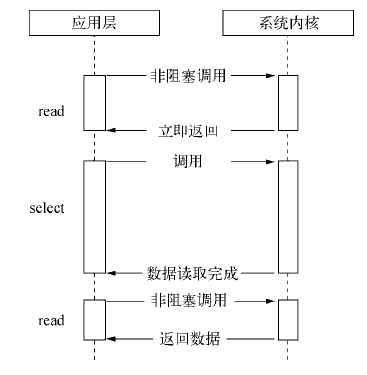 应用层
系统内核
非阻塞调用
read
立即返回
调用
select
数据读取完成
非阻塞调用
read
返回数据